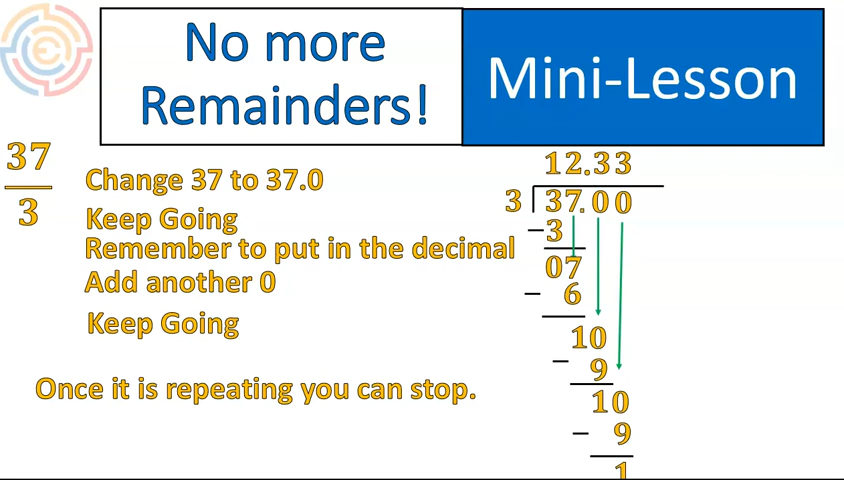 No more
Remainders!
Mini-Lesson
37
3
Change 37 to 37.0
Keep Going
Remember to put in the decimal
Add another 0
Keep Going
Once it is repeating you can stop.
12.33
3 37.00
−3
07
− 6
10
− 9
10
− 9
1